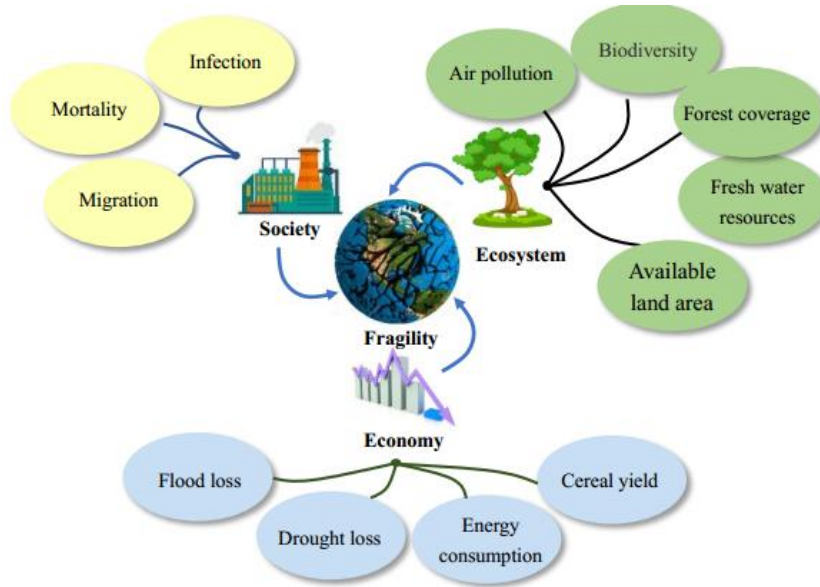 Infection
Mortality
Migration
Society
Air pollution
Biodiversity
Forest coverage
Fresh water
resources
Available
land area
Ecosystem
Fragility
Economy
Flood loss
Drought loss
Energy
consumption
Cereal yield